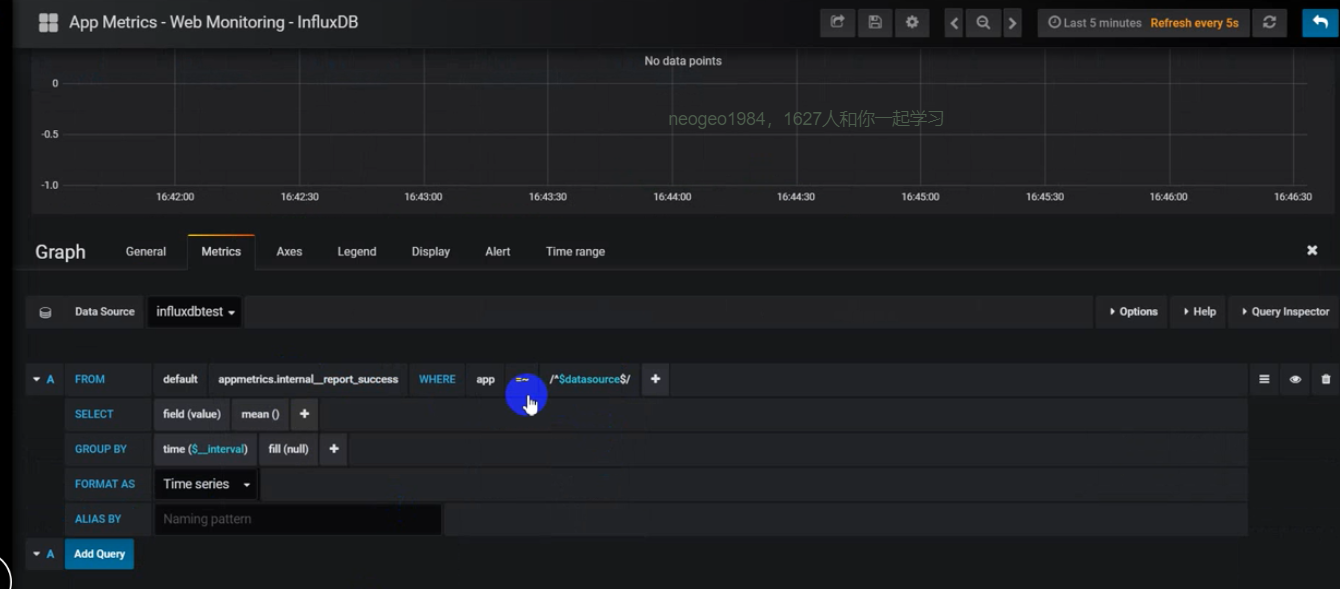 App Metrics - Web Monitoring - InfluxDB
Last 5 minutes Refresh every 5s
No data points
0
neogeo1984，1627人和你一起学习
-0.5
-1.0
16:42:00 16:42:30 16:43:00 16:43:30 16:44:00 16:44:30 16:45:00 16:45:30 16:46:00 16:46:30
Graph General Metrics Axes Legend Display Alert Time range
Data Source influxdbtest Options Help Query Inspector
A FROM default appmetrics.internal__report_success WHERE app =~ /^$datasource$/ +
SELECT field (value) mean () +
GROUP BY time ($__interval) fill (null) +
FORMAT AS Time series
ALIAS BY Naming pattern
A Add Query